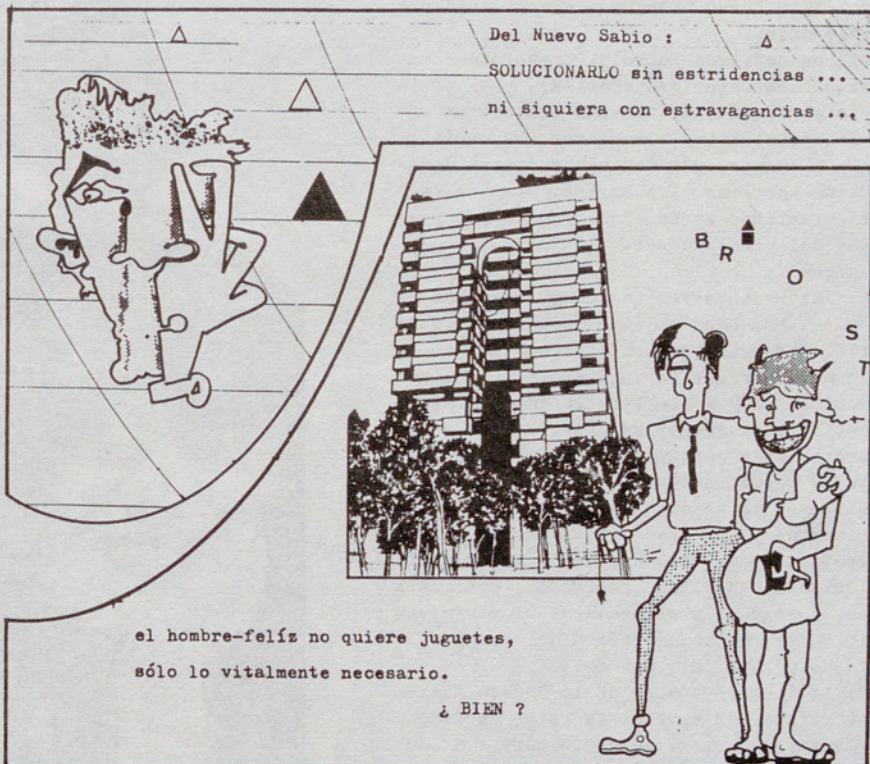 Del Nuevo Sabio :
SOLUCIONARLO sin estridencias ...
ni siquiera con estravagancias ...
B R O S T
el hombre-felíz no quiere juguetes,
sólo lo vitalmente necesario.
¿ BIEN ?